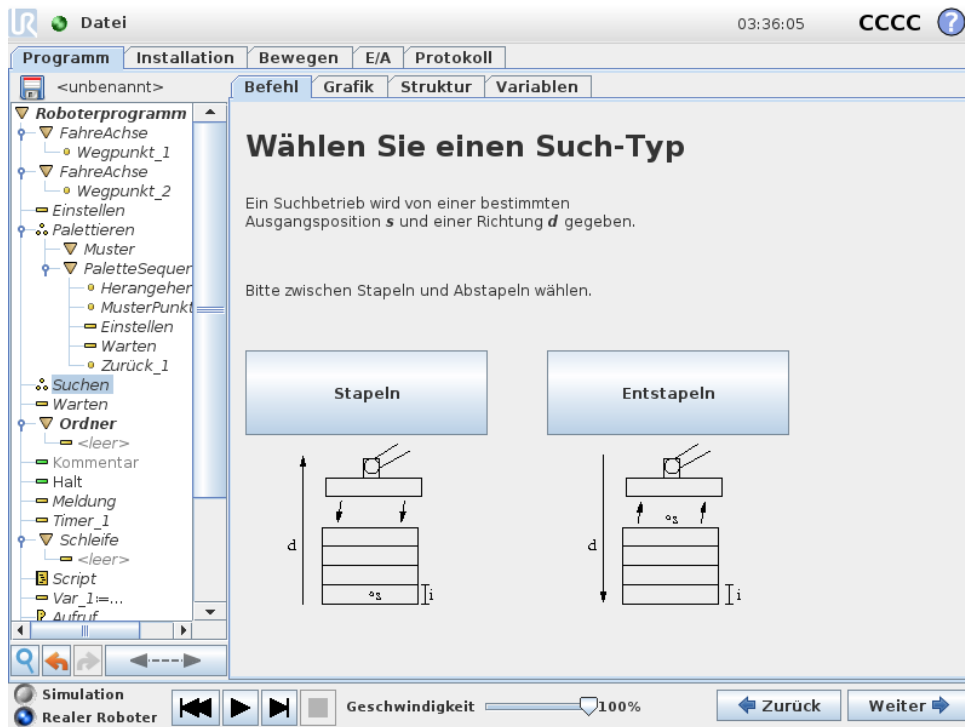 UR Datei 03:36:05 CCCC ?
Programm Installation Bewegen E/A Protokoll
<unbenannt>
Befehl Grafik Struktur Variablen
Roboterprogramm
FahreAchse
Wegpunkt_1
FahreAchse
Wegpunkt_2
Einstellen
Palettieren
Muster
PaletteSequer
Herangeher
MusterPunkt
Einstellen
Warten
Zurück_1
Suchen
Warten
Ordner
<leer>
Kommentar
Halt
Meldung
Timer_1
Schleife
<leer>
Script
Var_1:=...
Aufruf
Wählen Sie einen Such-Typ
Ein Suchbetrieb wird von einer bestimmten
Ausgangsposition s und einer Richtung d gegeben.
Bitte zwischen Stapeln und Abstapeln wählen.
Stapeln
Entstapeln
d
s
i
d
s
i
Simulation
Realer Roboter
Geschwindigkeit 100%
Zurück Weiter